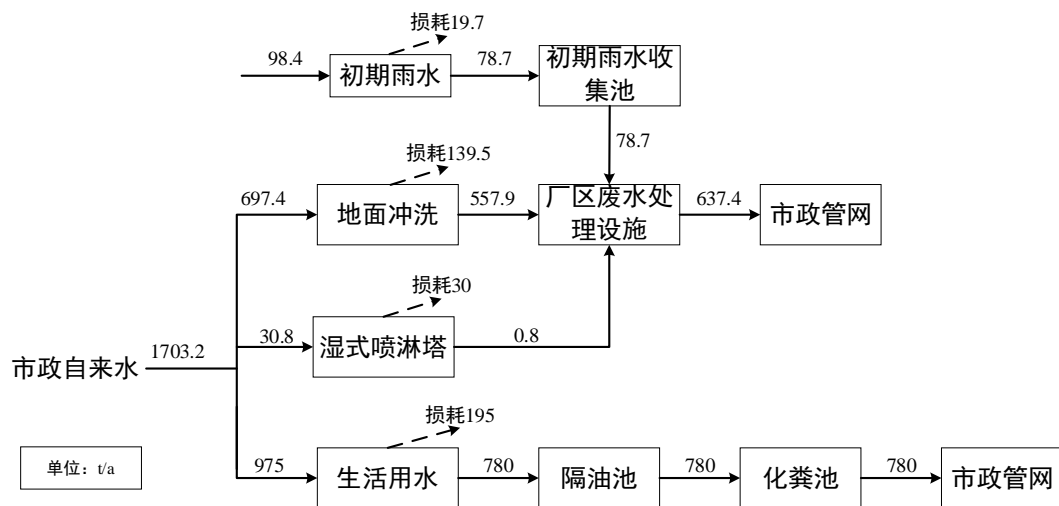 损耗19.7
98.4
初期雨水
78.7
初期雨水收
集池
78.7
损耗139.5
697.4
地面冲洗
557.9
厂区废水处
理设施
637.4
市政管网
损耗30
30.8
湿式喷淋塔
0.8
市政自来水
1703.2
损耗195
单位：t/a
975
生活用水
780
隔油池
780
化粪池
780
市政管网